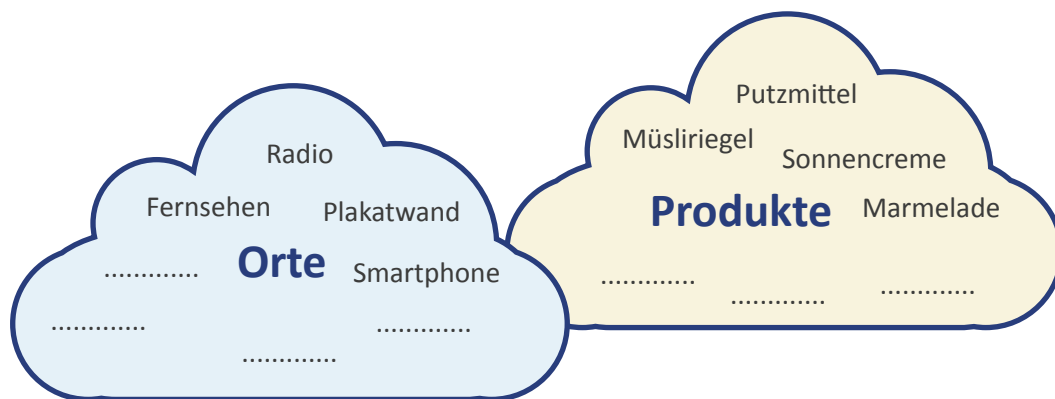 Radio
Fernsehen
Plakatwand
Orte
Smartphone
.............
.............
.............
.............
Putzmittel
Müsliriegel
Sonnencreme
Produkte
Marmelade
.............
.............
.............